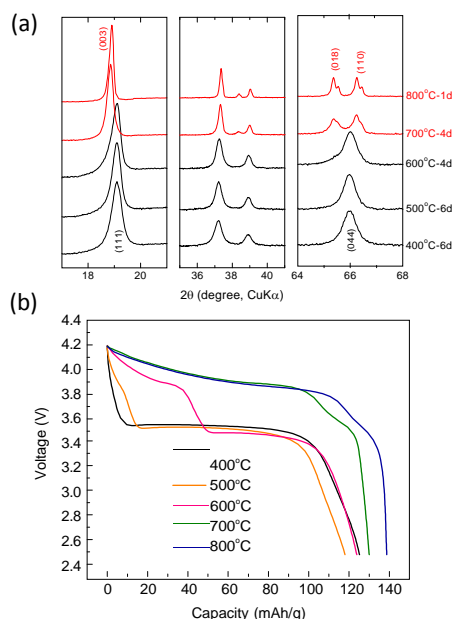 (a)
(003)
(111)
(018)
(110)
(044)
800°C-1d
700°C-4d
600°C-4d
500°C-6d
400°C-6d
18 20
36 38 40
64 66 68
2θ (degree, CuKα)
(b)
Voltage (V)
4.4
4.2
4.0
3.8
3.6
3.4
3.2
3.0
2.8
2.6
2.4
400°C
500°C
600°C
700°C
800°C
0 20 40 60 80 100 120 140
Capacity (mAh/g)